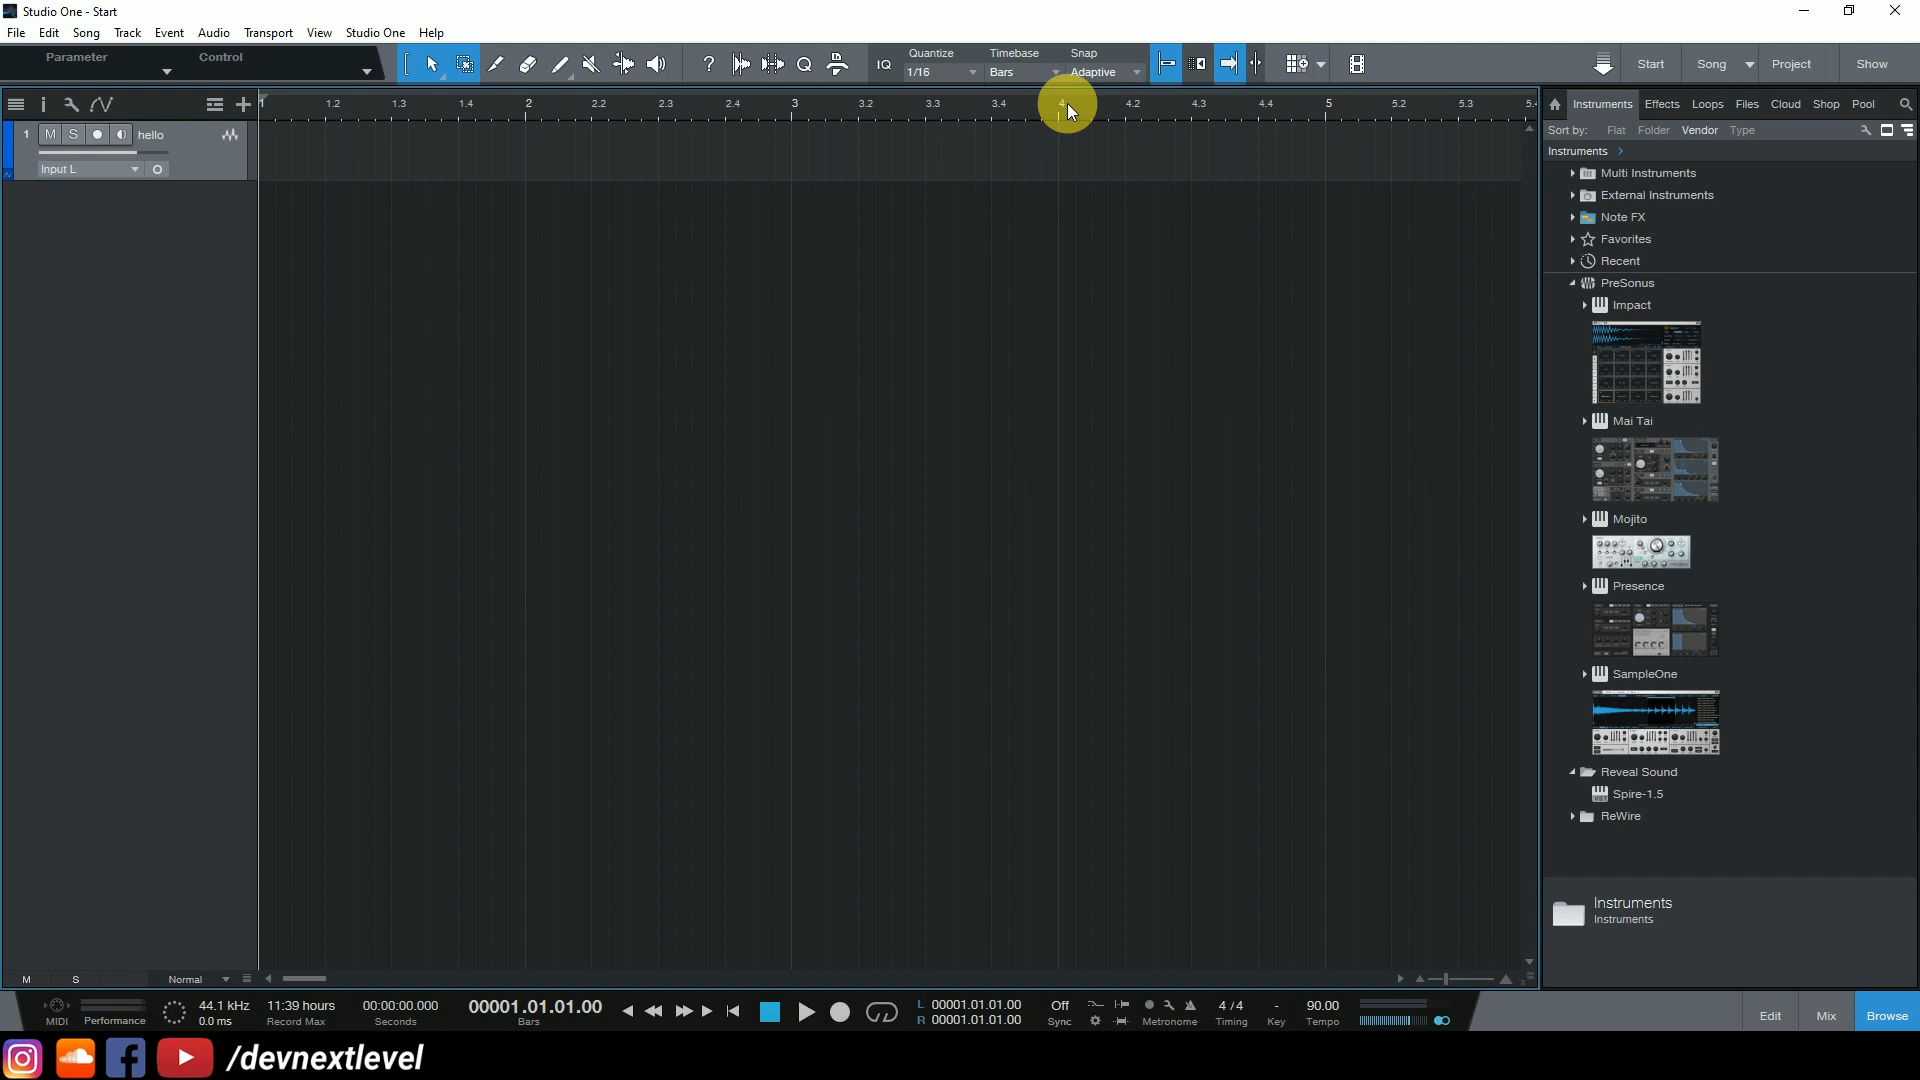 Studio One - Start
File Edit Song Track Event Audio Transport View Studio One Help
Parameter Control
IQ Quantize 1/16 Timebase Bars Snap Adaptive
Start Song Project Show
1 1.2 1.3 1.4 2 2.2 2.3 2.4 3 3.2 3.3 3.4 4 4.2 4.3 4.4 5 5.2 5.3 5.4
Instruments Effects Loops Files Cloud Shop Pool
1 M S hello
Input L
Sort by: Flat Folder Vendor Type
Instruments
Multi Instruments
External Instruments
Note FX
Favorites
Recent
PreSonus
Impact
Mai Tai
Mojito
Presence
SampleOne
Reveal Sound
Spire-1.5
ReWire
Instruments
Instruments
M S Normal
MIDI Performance
44.1 kHz
0.0 ms
11:39 hours
Record Max
00:00:00.000
Seconds
00001.01.01.00
Bars
L 00001.01.01.00
R 00001.01.01.00
Off
Sync
Metronome
4 / 4
Timing
-
Key
90.00
Tempo
Edit Mix Browse
/devnextlevel